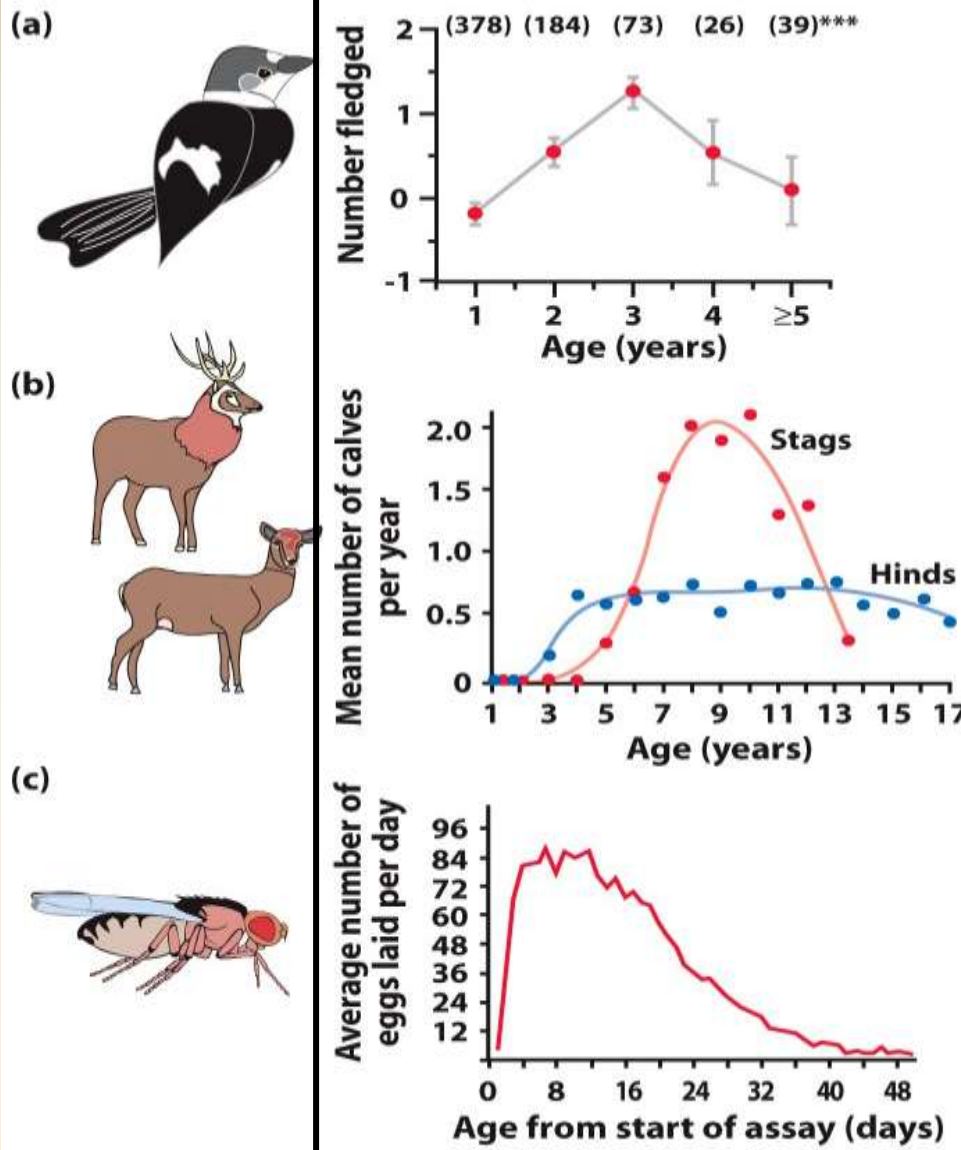 (a)
Number fledged
(378) (184) (73) (26) (39)***
2
1
0
-1
1 2 3 4 ≥5
Age (years)
(b)
Mean number of calves
per year
2.0
1.5
1.0
0.5
0
Stags
Hinds
1 3 5 7 9 11 13 15 17
Age (years)
(c)
Average number of
eggs laid per day
96
84
72
60
48
36
24
12
0 8 16 24 32 40 48
Age from start of assay (days)